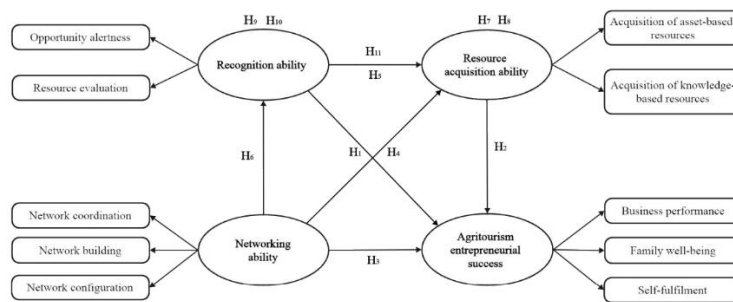 H9 H10
H7 H8
Opportunity alertness
Resource evaluation
Recognition ability
H11
H5
Resource
acquisition ability
Acquisition of asset-based
resources
Acquisition of knowledge-
based resources
H6
H1
H4
H2
Network coordination
Network building
Network configuration
Networking
ability
H3
Agritourism
entrepreneurial
success
Business performance
Family well-being
Self-fulfilment